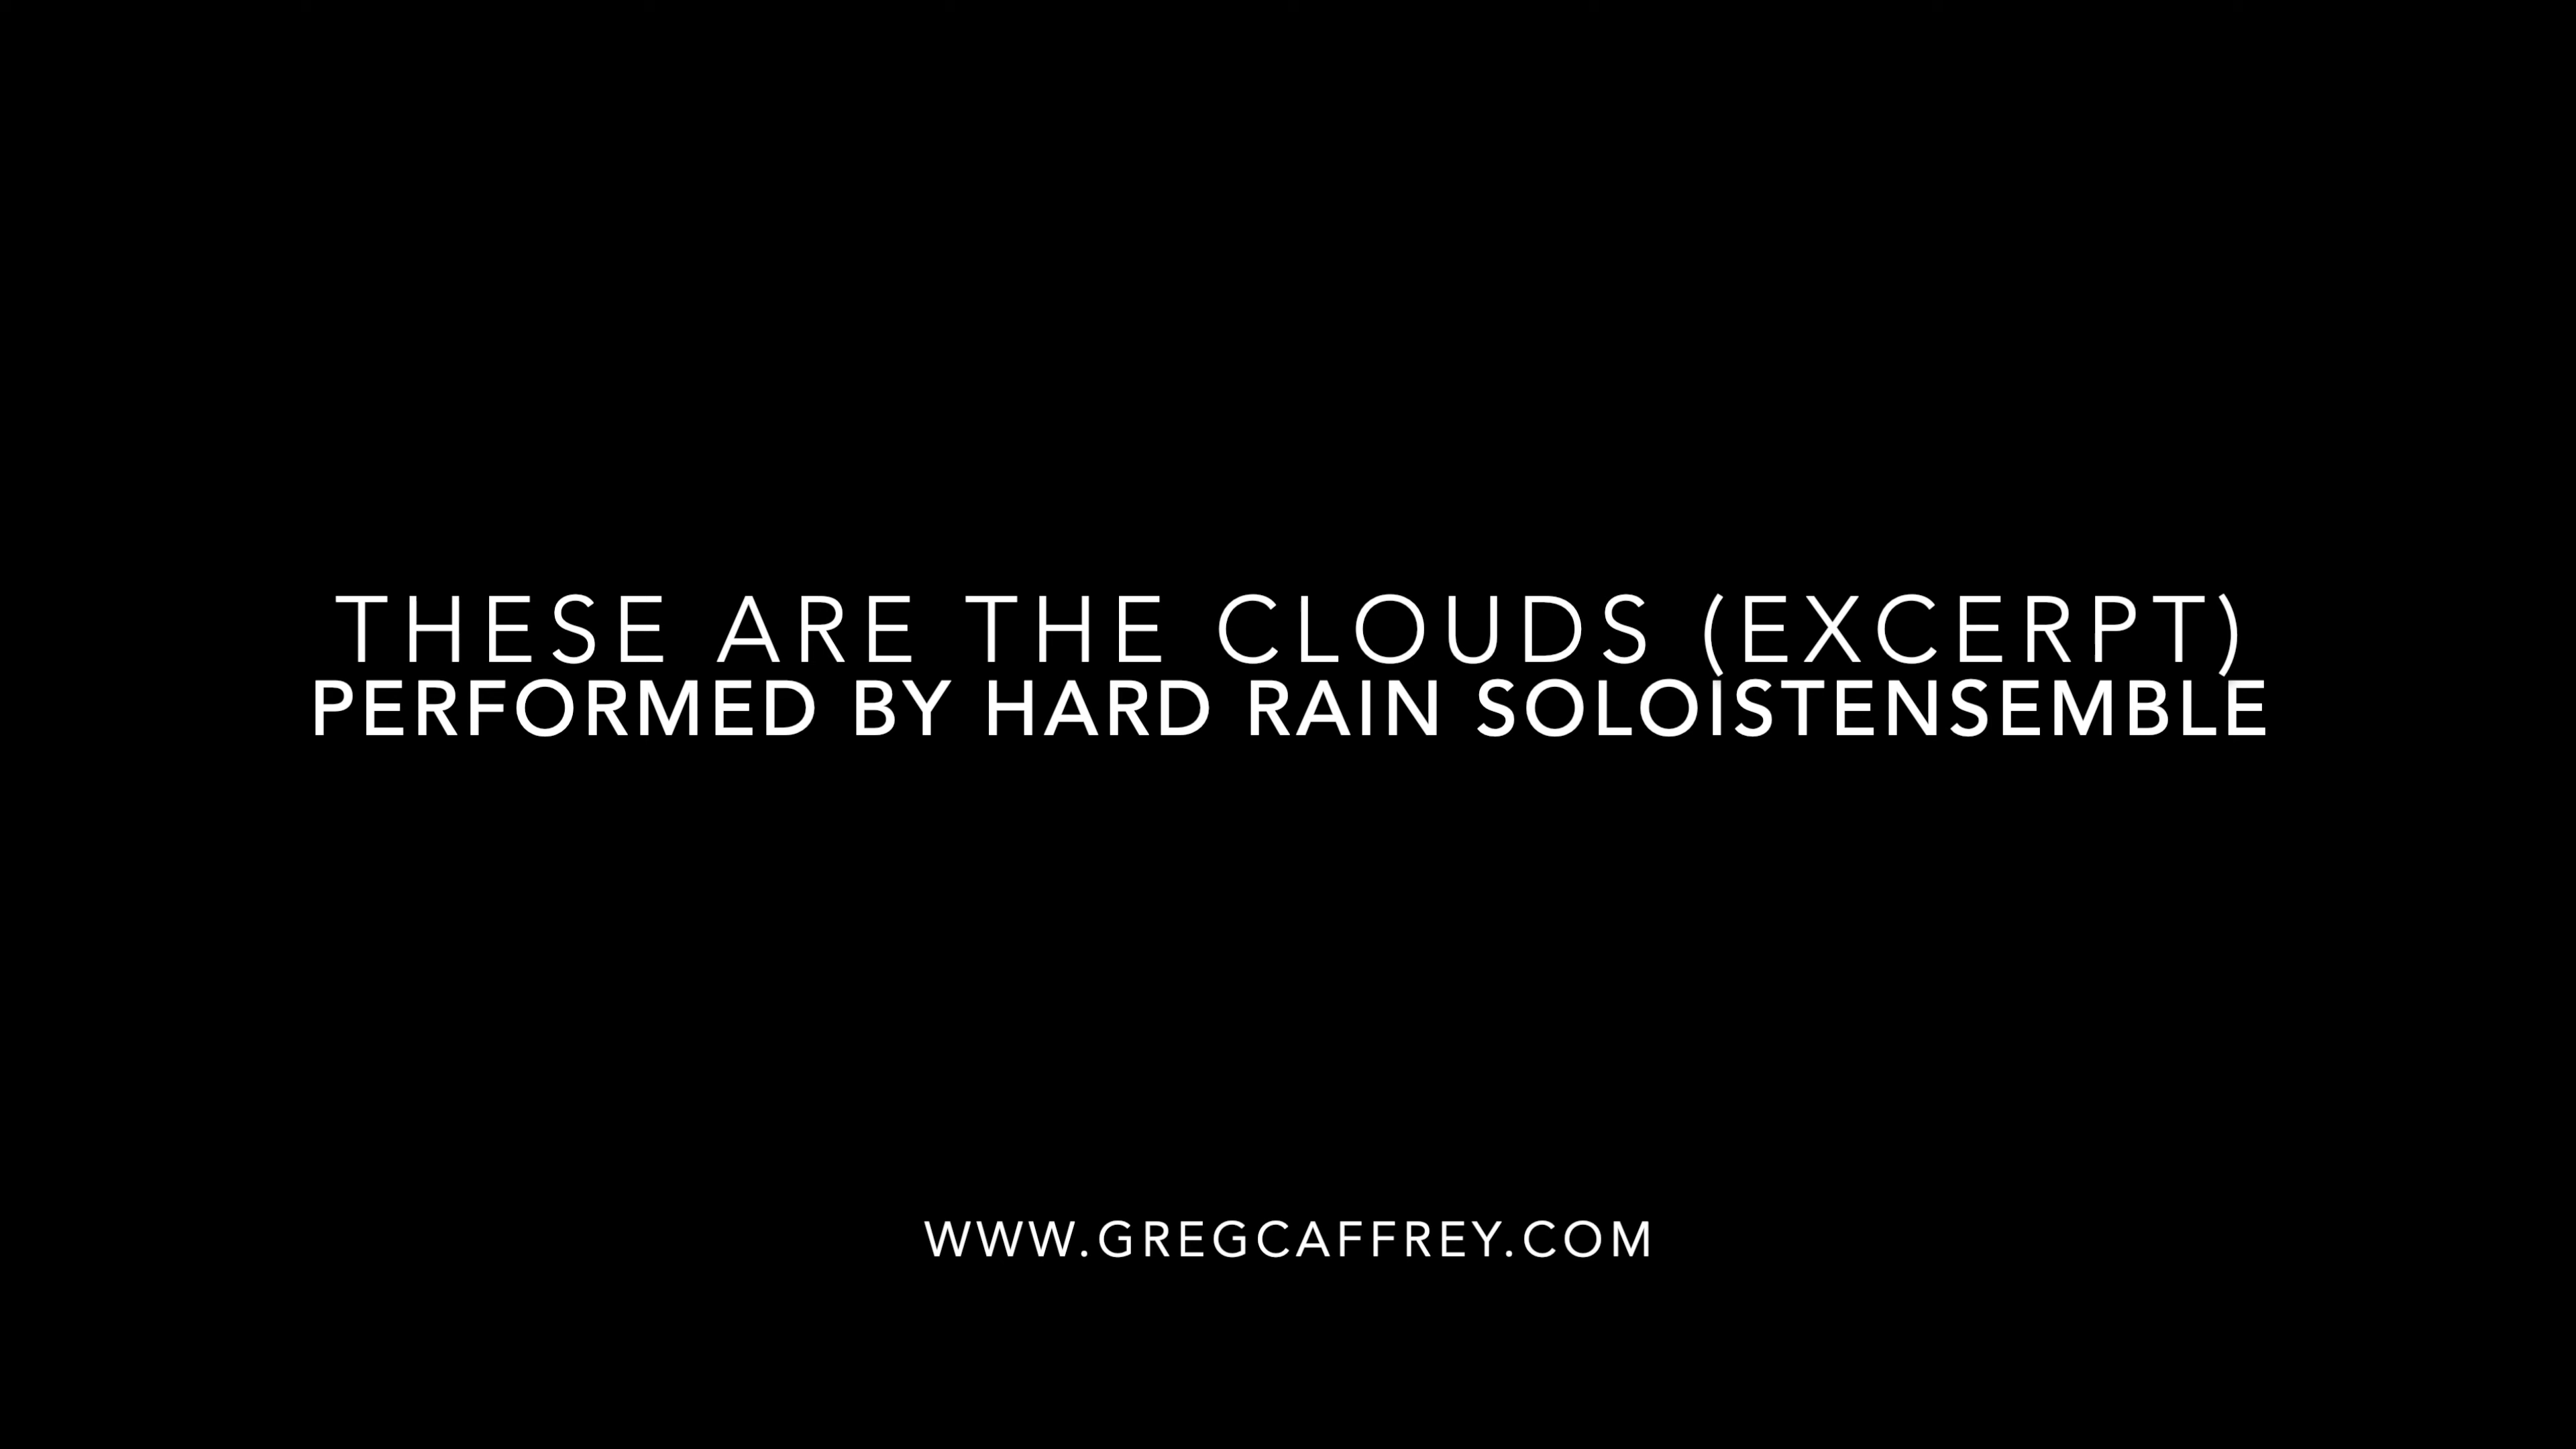 THESE ARE THE CLOUDS (EXCERPT)
PERFORMED BY HARD RAIN SOLOISTENSEMBLE
WWW.GREGCAFFREY.COM